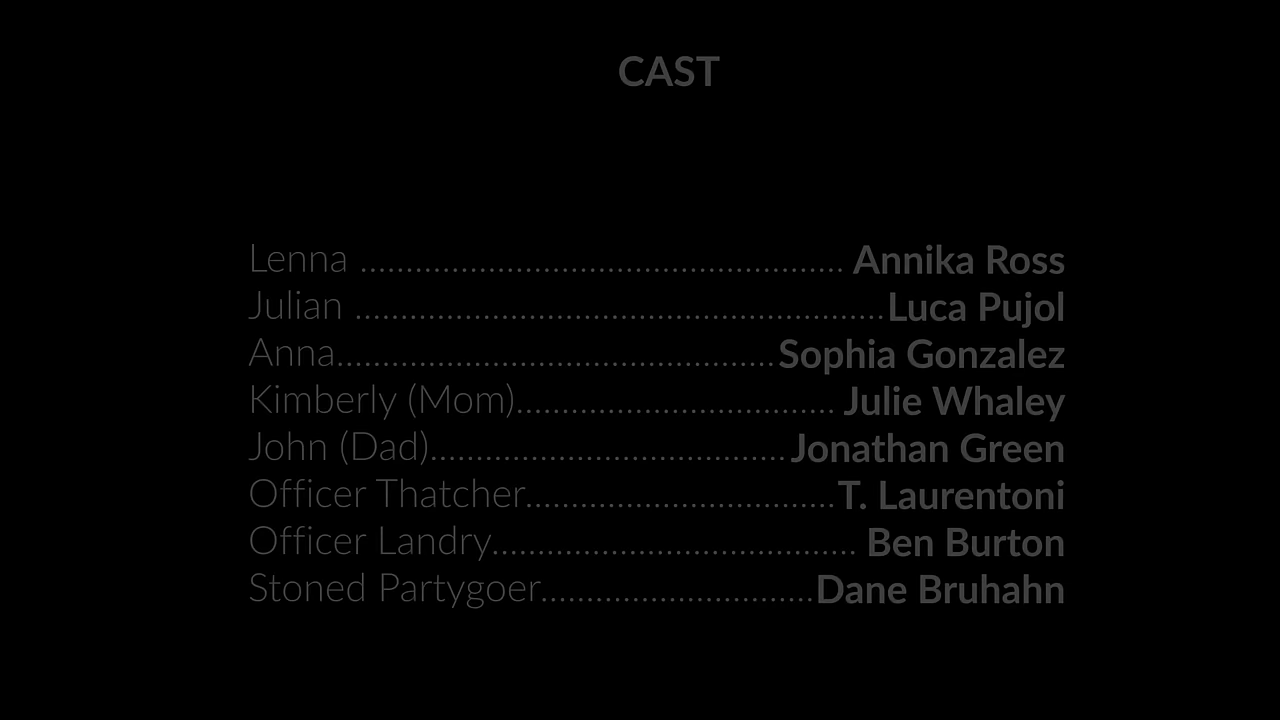 CAST
Lenna ..................................................... Annika Ross
Julian ..........................................................Luca Pujol
Anna................................................Sophia Gonzalez
Kimberly (Mom)................................... Julie Whaley
John (Dad).......................................Jonathan Green
Officer Thatcher..................................T. Laurentoni
Officer Landry........................................ Ben Burton
Stoned Partygoer..............................Dane Bruhahn